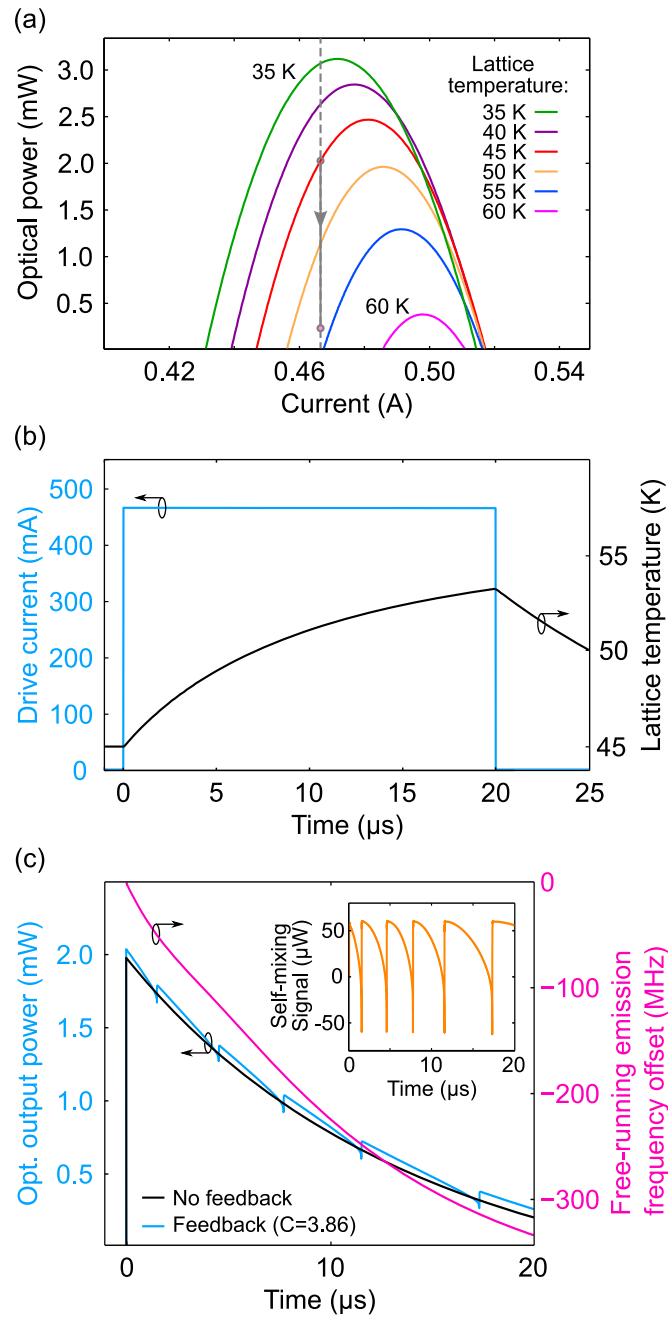 (a)
Optical power (mW)
3.0
2.5
2.0
1.5
1.0
0.5
35 K
Lattice
temperature:
35 K
40 K
45 K
50 K
55 K
60 K
60 K
0.42 0.46 0.50 0.54
Current (A)
(b)
Drive current (mA)
500
400
300
200
100
0
Lattice temperature (K)
55
50
45
0 5 10 15 20 25
Time (µs)
(c)
Opt. output power (mW)
2.0
1.5
1.0
0.5
Free-running emission
frequency offset (MHz)
0
−100
−200
−300
Self-mixing
Signal (µW)
50
0
-50
0 5 10 15 20
Time (µs)
No feedback
Feedback (C=3.86)
0 5 10 15 20
Time (µs)